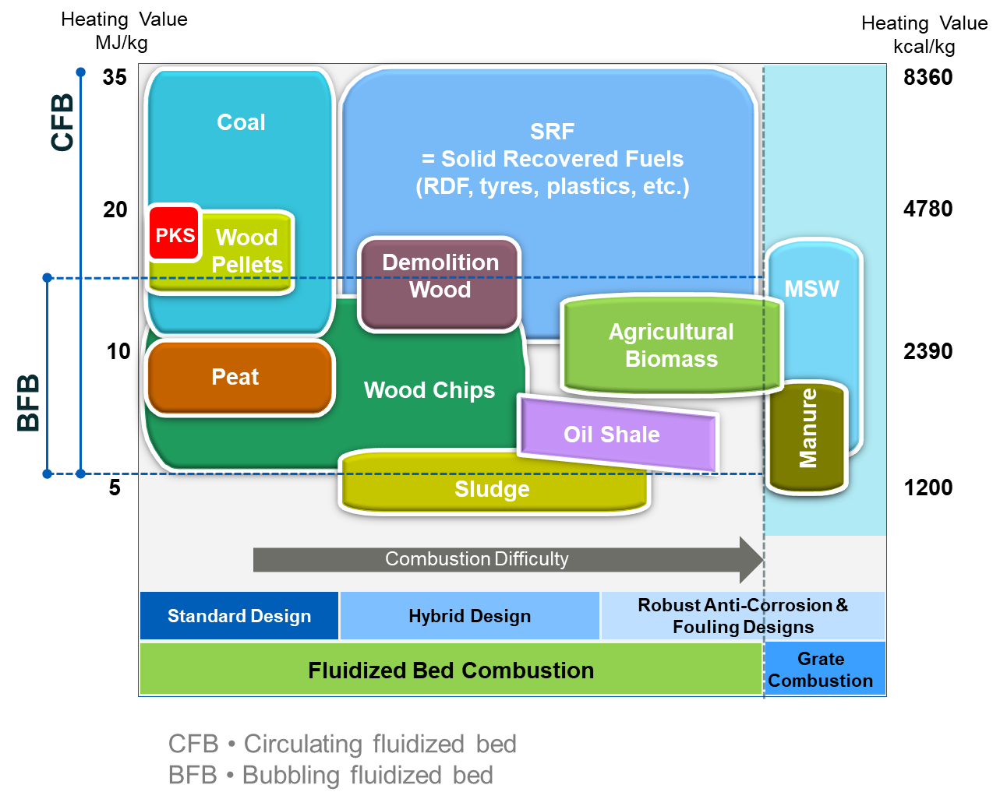 Heating Value
MJ/kg
Heating Value
kcal/kg
35
20
10
5
8360
4780
2390
1200
CFB
BFB
Coal
SRF
= Solid Recovered Fuels
(RDF, tyres, plastics, etc.)
PKS
Wood
Pellets
Demolition
Wood
MSW
Agricultural
Biomass
Peat
Wood Chips
Manure
Oil Shale
Sludge
Combustion Difficulty
Standard Design
Hybrid Design
Robust Anti-Corrosion &
Fouling Designs
Fluidized Bed Combustion
Grate
Combustion
CFB • Circulating fluidized bed
BFB • Bubbling fluidized bed